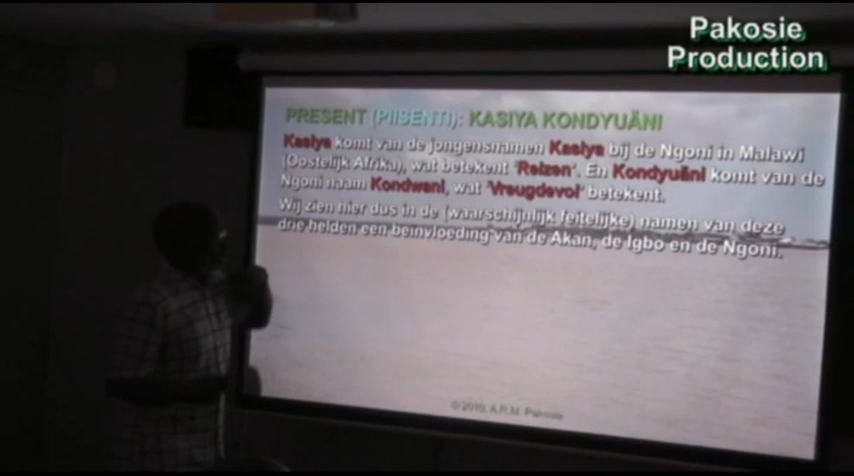 Pakosie
Production
PRESENT (PIISENTI): KASIYA KONDYUÄNI
Kasiya komt van de jongensnamen Kasiya bij de Ngoni in Malawi
(Oostelijk Afrika), wat betekent 'Reizen'. En Kondyuäni komt van de
Ngoni naam Kondwani, wat 'Vreugdevol' betekent.
Wij zien hier dus in de (waarschijnlijk feitelijke) namen van deze
drie helden een beïnvloeding van de Akan, de Igbo en de Ngoni.
© 2010, A.R.M. Pakosie